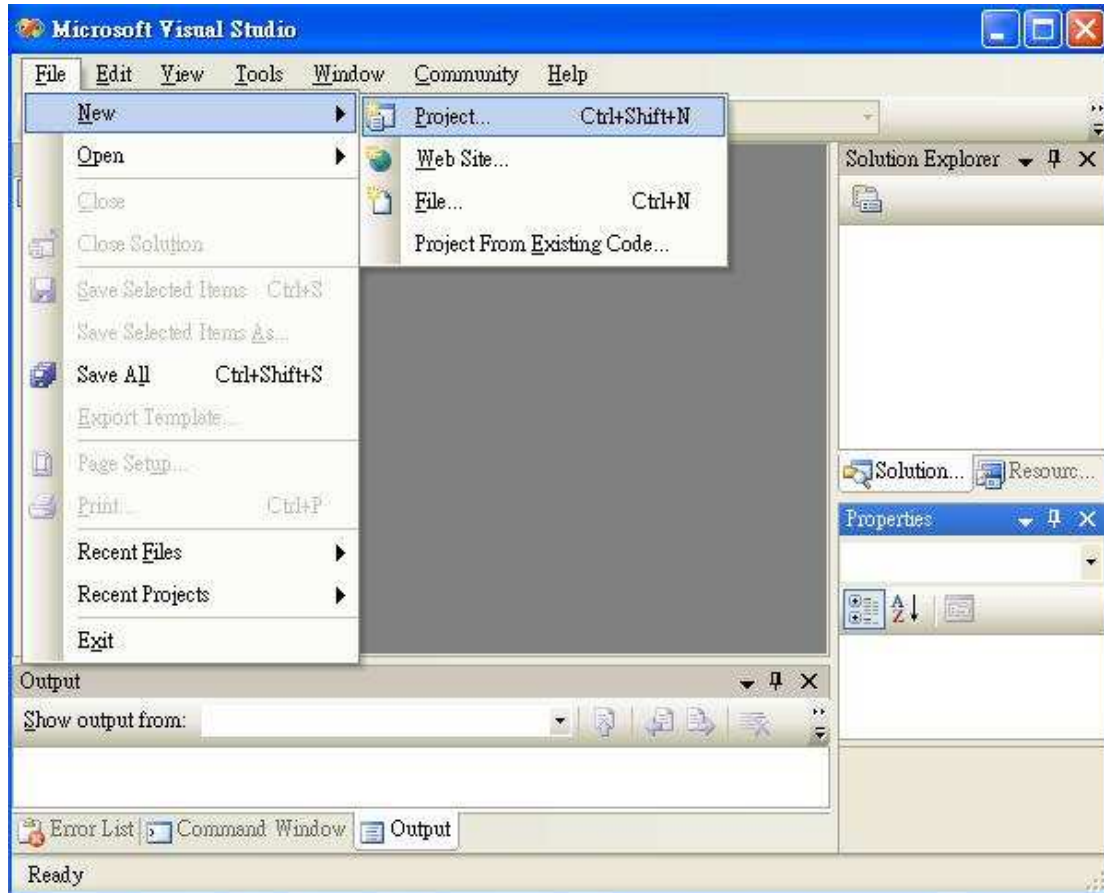 Microsoft Visual Studio
File Edit View Tools Window Community Help
New
Open
Close
Close Solution
Save Selected Items Ctrl+S
Save Selected Items As...
Save All Ctrl+Shift+S
Export Template...
Page Setup...
Print... Ctrl+P
Recent Files
Recent Projects
Exit
Project... Ctrl+Shift+N
Web Site...
File... Ctrl+N
Project From Existing Code...
Solution Explorer
Solution... Resourc...
Properties
Output
Show output from:
Error List Command Window Output
Ready